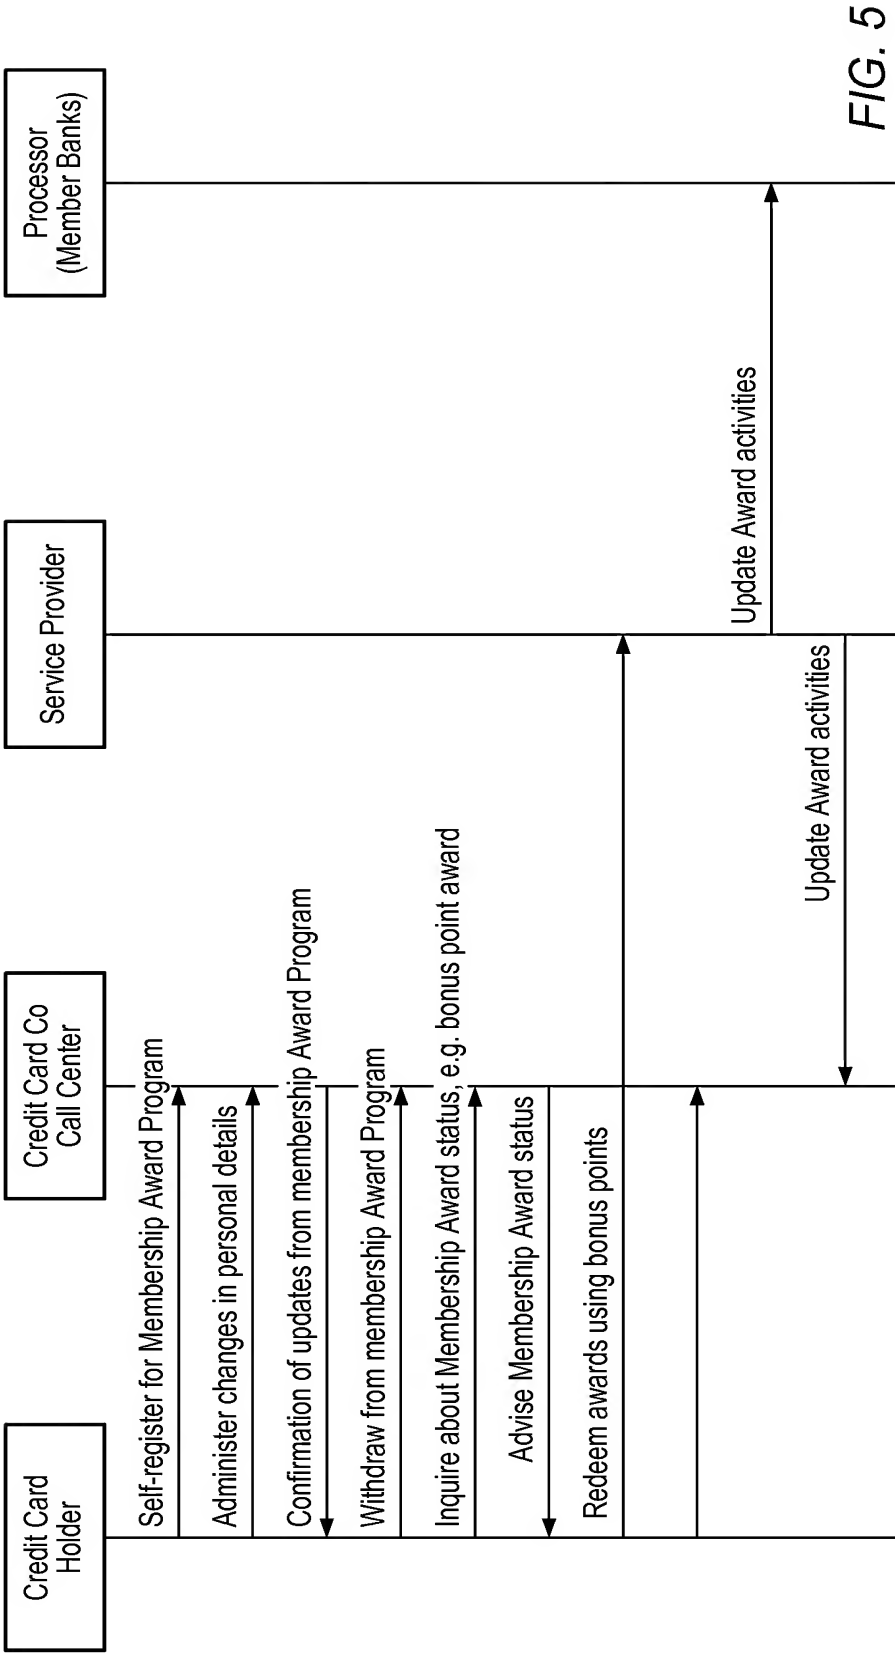 Credit Card
Holder
Credit Card Co
Call Center
Service Provider
Processor
(Member Banks)
Self-register for Membership Award Program
Administer changes in personal details
Confirmation of updates from membership Award Program
Withdraw from membership Award Program
Inquire about Membership Award status, e.g. bonus point award
Advise Membership Award status
Redeem awards using bonus points
Update Award activities
Update Award activities
FIG. 5